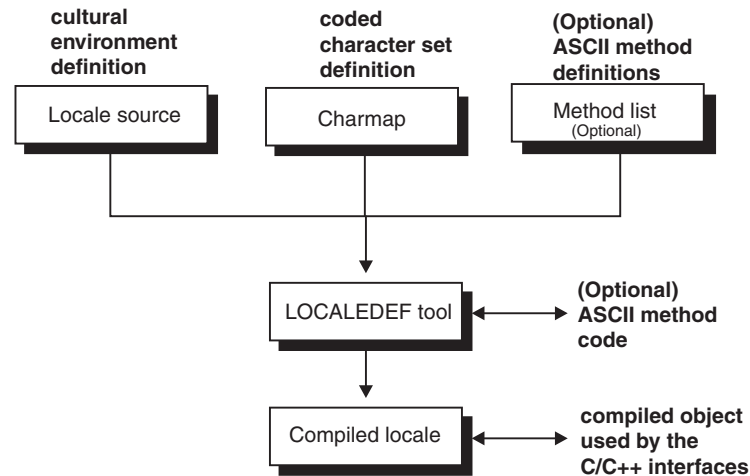 cultural
environment
definition
coded
character set
definition
(Optional)
ASCII method
definitions
Locale source
Charmap
Method list
(Optional)
LOCALEDEF tool
(Optional)
ASCII method
code
Compiled locale
compiled object
used by the
C/C++ interfaces